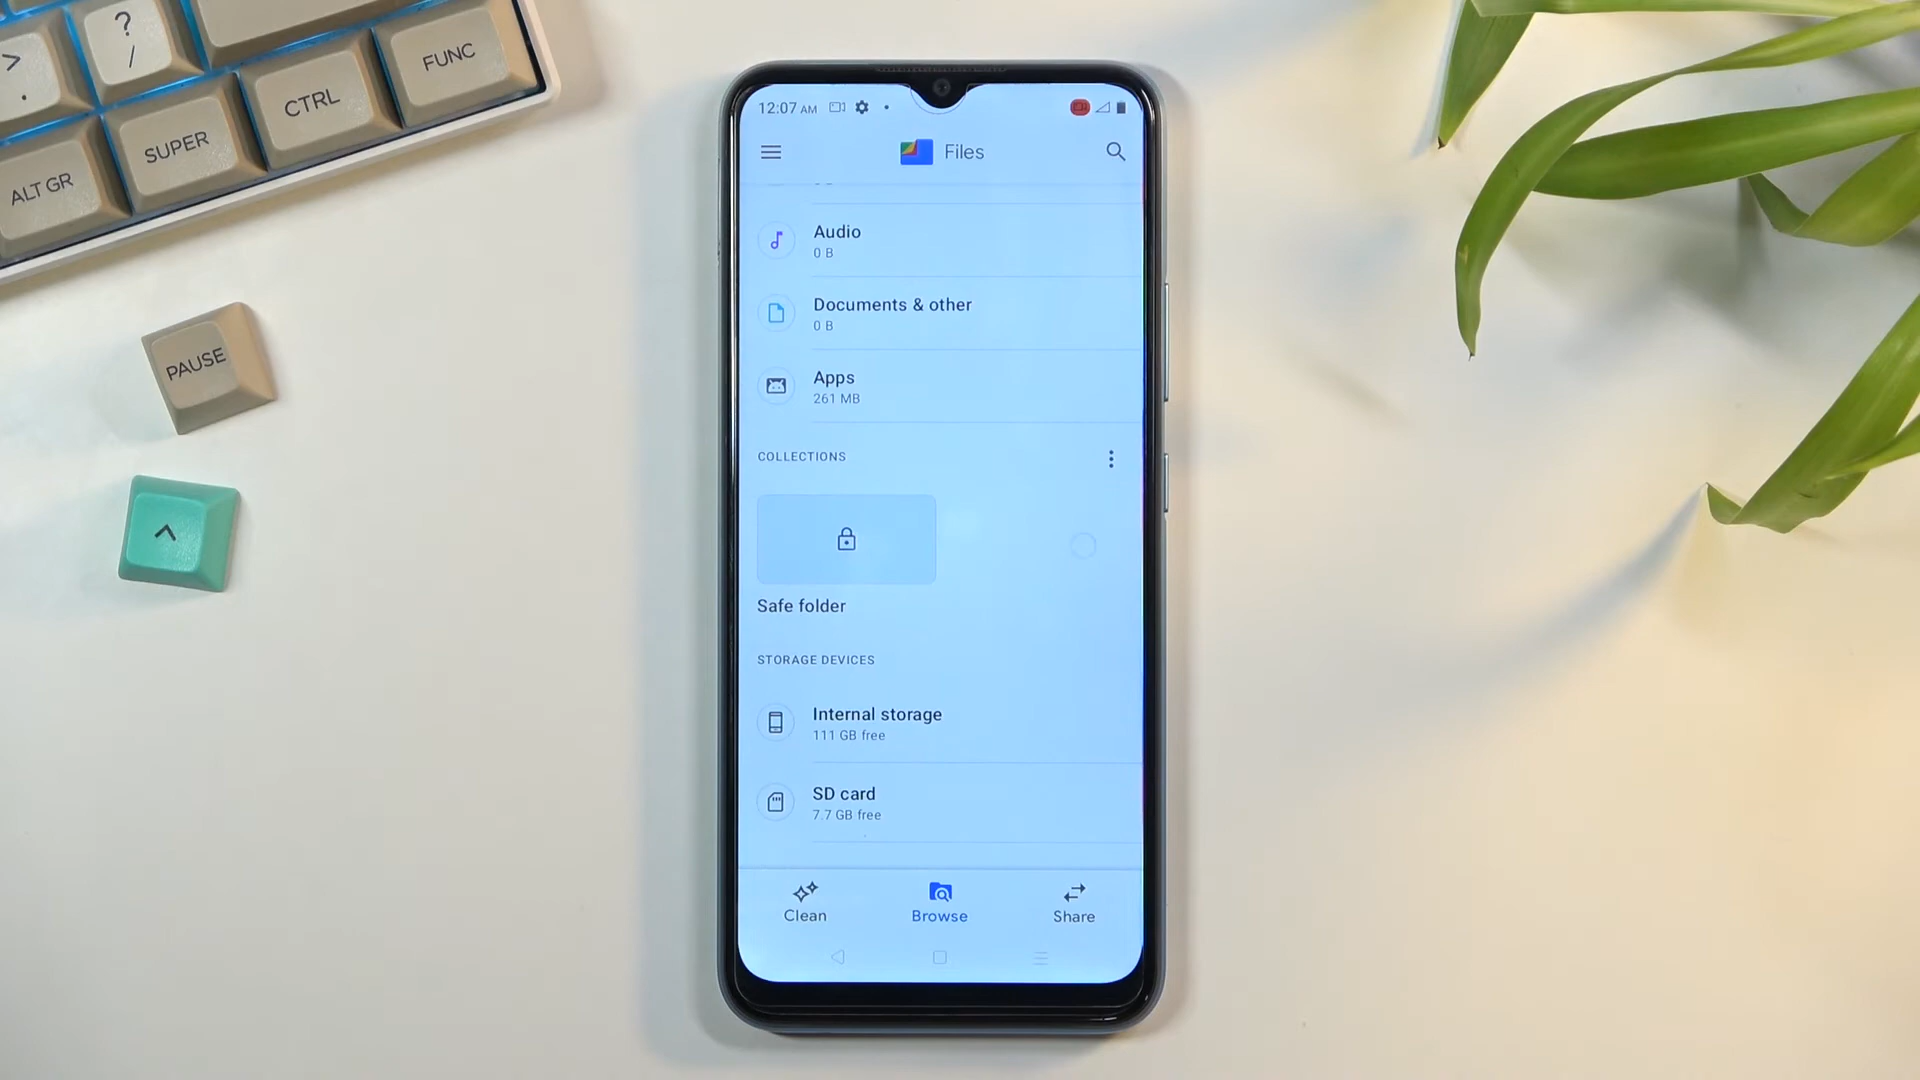 >
.
?
/
FUNC
CTRL
SUPER
ALT GR
PAUSE
^
12:07 AM
Files
Audio
0 B
Documents & other
0 B
Apps
261 MB
COLLECTIONS
Safe folder
STORAGE DEVICES
Internal storage
111 GB free
SD card
7.7 GB free
Clean
Browse
Share